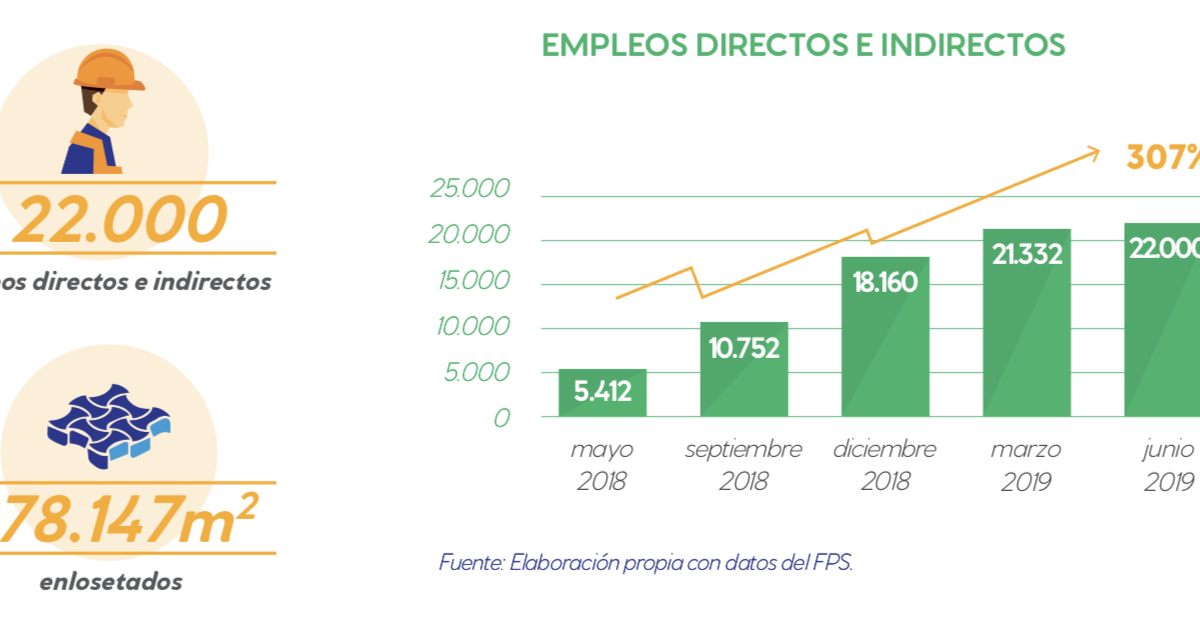 22.000
os directos e indirectos
78.147m²
enlosetados
EMPLEOS DIRECTOS E INDIRECTOS
307%
25.000
20.000
15.000
10.000
5.000
0
5.412
10.752
18.160
21.332
22.000
mayo
2018
septiembre
2018
diciembre
2018
marzo
2019
junio
2019
Fuente: Elaboración propia con datos del FPS.